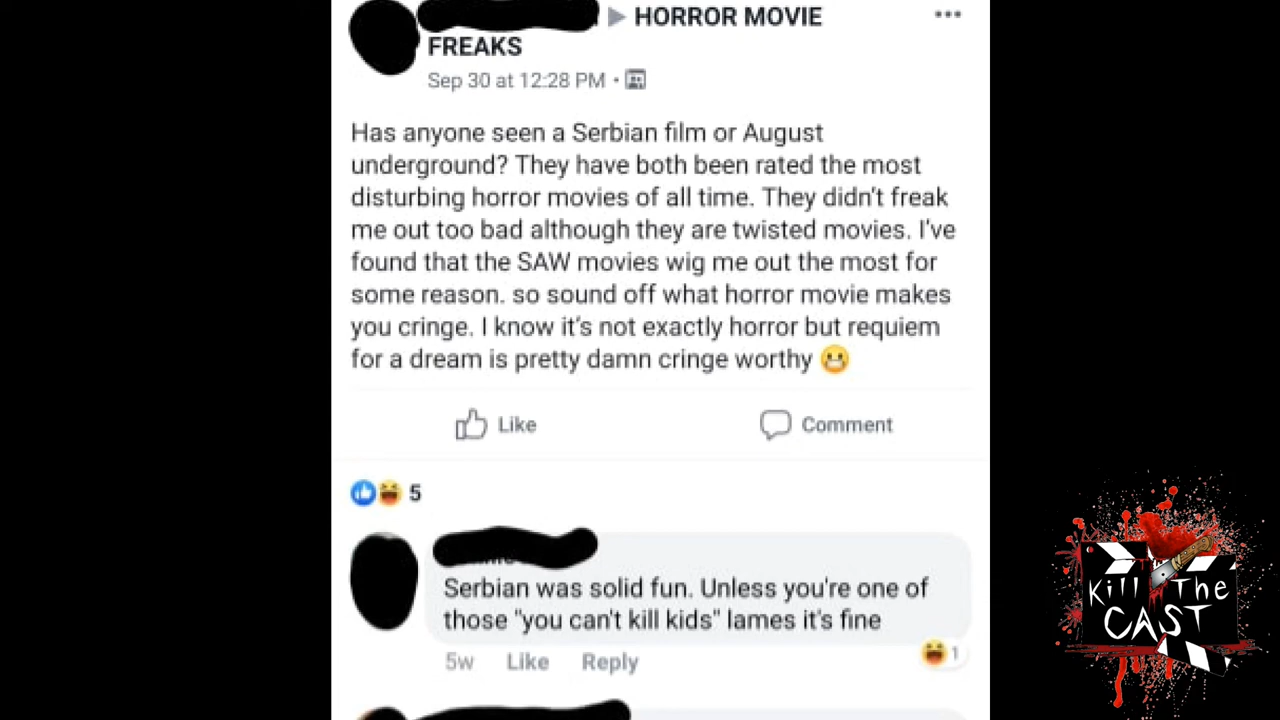 HORROR MOVIE
FREAKS
Sep 30 at 12:28 PM •
Has anyone seen a Serbian film or August
underground? They have both been rated the most
disturbing horror movies of all time. They didn't freak
me out too bad although they are twisted movies. I've
found that the SAW movies wig me out the most for
some reason. so sound off what horror movie makes
you cringe. I know it's not exactly horror but requiem
for a dream is pretty damn cringe worthy
Like
Comment
5
Serbian was solid fun. Unless you're one of
those "you can't kill kids" lames it's fine
5w Like Reply
1
Kill The
CAST